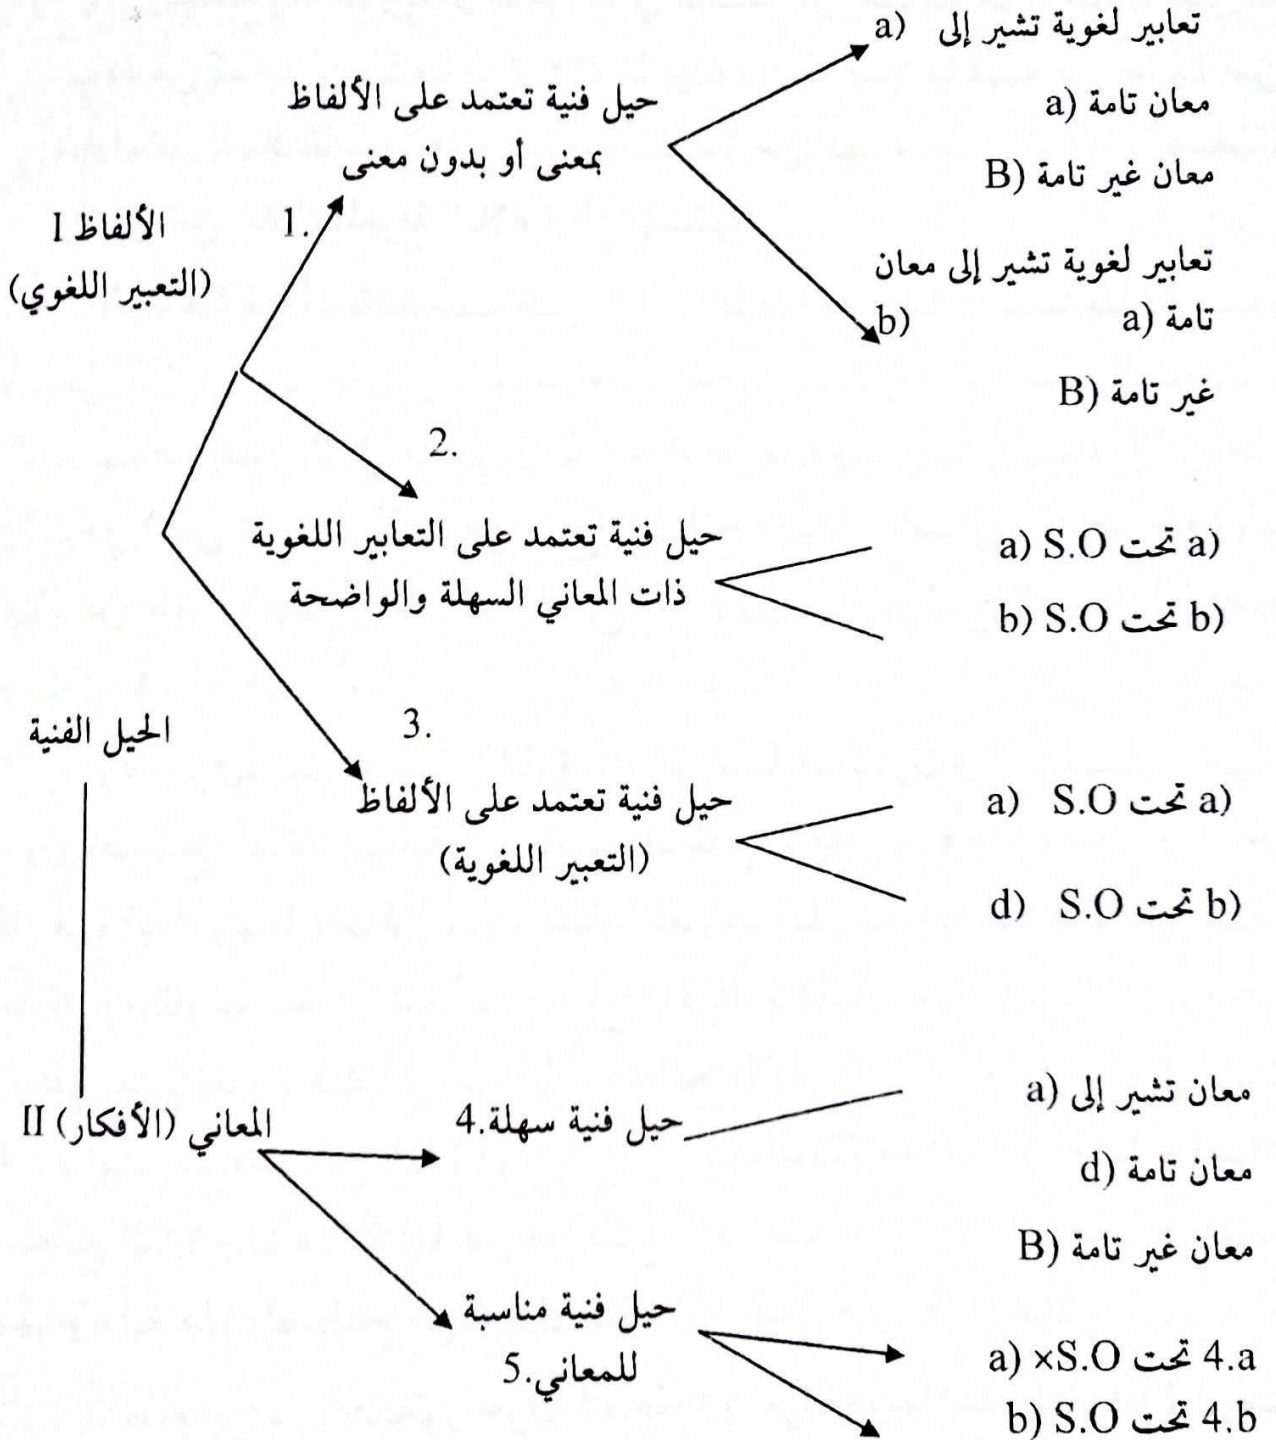 تعابير لغوية تشير إلى (a
حيل فنية تعتمد على الألفاظ
بمعنى أو بدون معنى
معان تامة (a
معان غير تامة (B
الألفاظ I
(التعبير اللغوي)
1.
تعابير لغوية تشير إلى معان
b) تامة (a
غير تامة (B
2.
حيل فنية تعتمد على التعابير اللغوية
ذات المعاني السهلة والواضحة
a) S.O تحت a)
b) S.O تحت b)
الحيل الفنية
3.
حيل فنية تعتمد على الألفاظ
(التعبير اللغوية)
a) S.O تحت a)
d) S.O تحت b)
المعاني (الأفكار) II
حيل فنية سهلة.4
معان تشير إلى (a
معان تامة (d
معان غير تامة (B
حيل فنية مناسبة
للمعاني.5
a) ×S.O تحت 4.a
b) S.O تحت 4.b